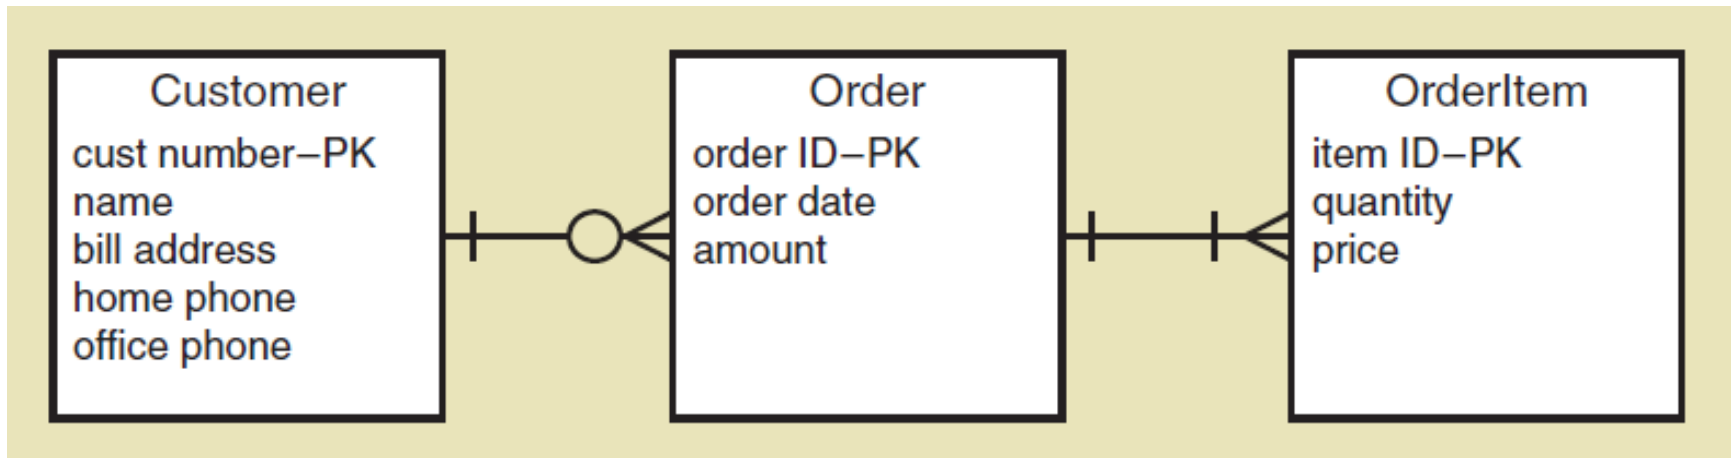 Customer
cust number–PK
name
bill address
home phone
office phone
Order
order ID–PK
order date
amount
OrderItem
item ID–PK
quantity
price